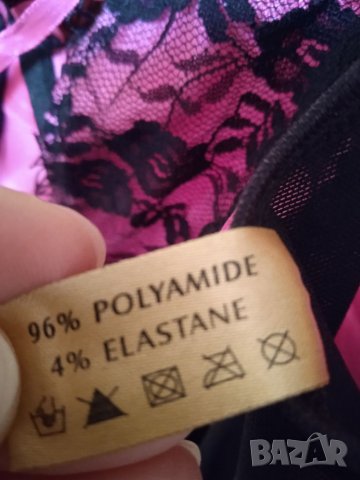 96% POLYAMIDE
4% ELASTANE
BAZAR